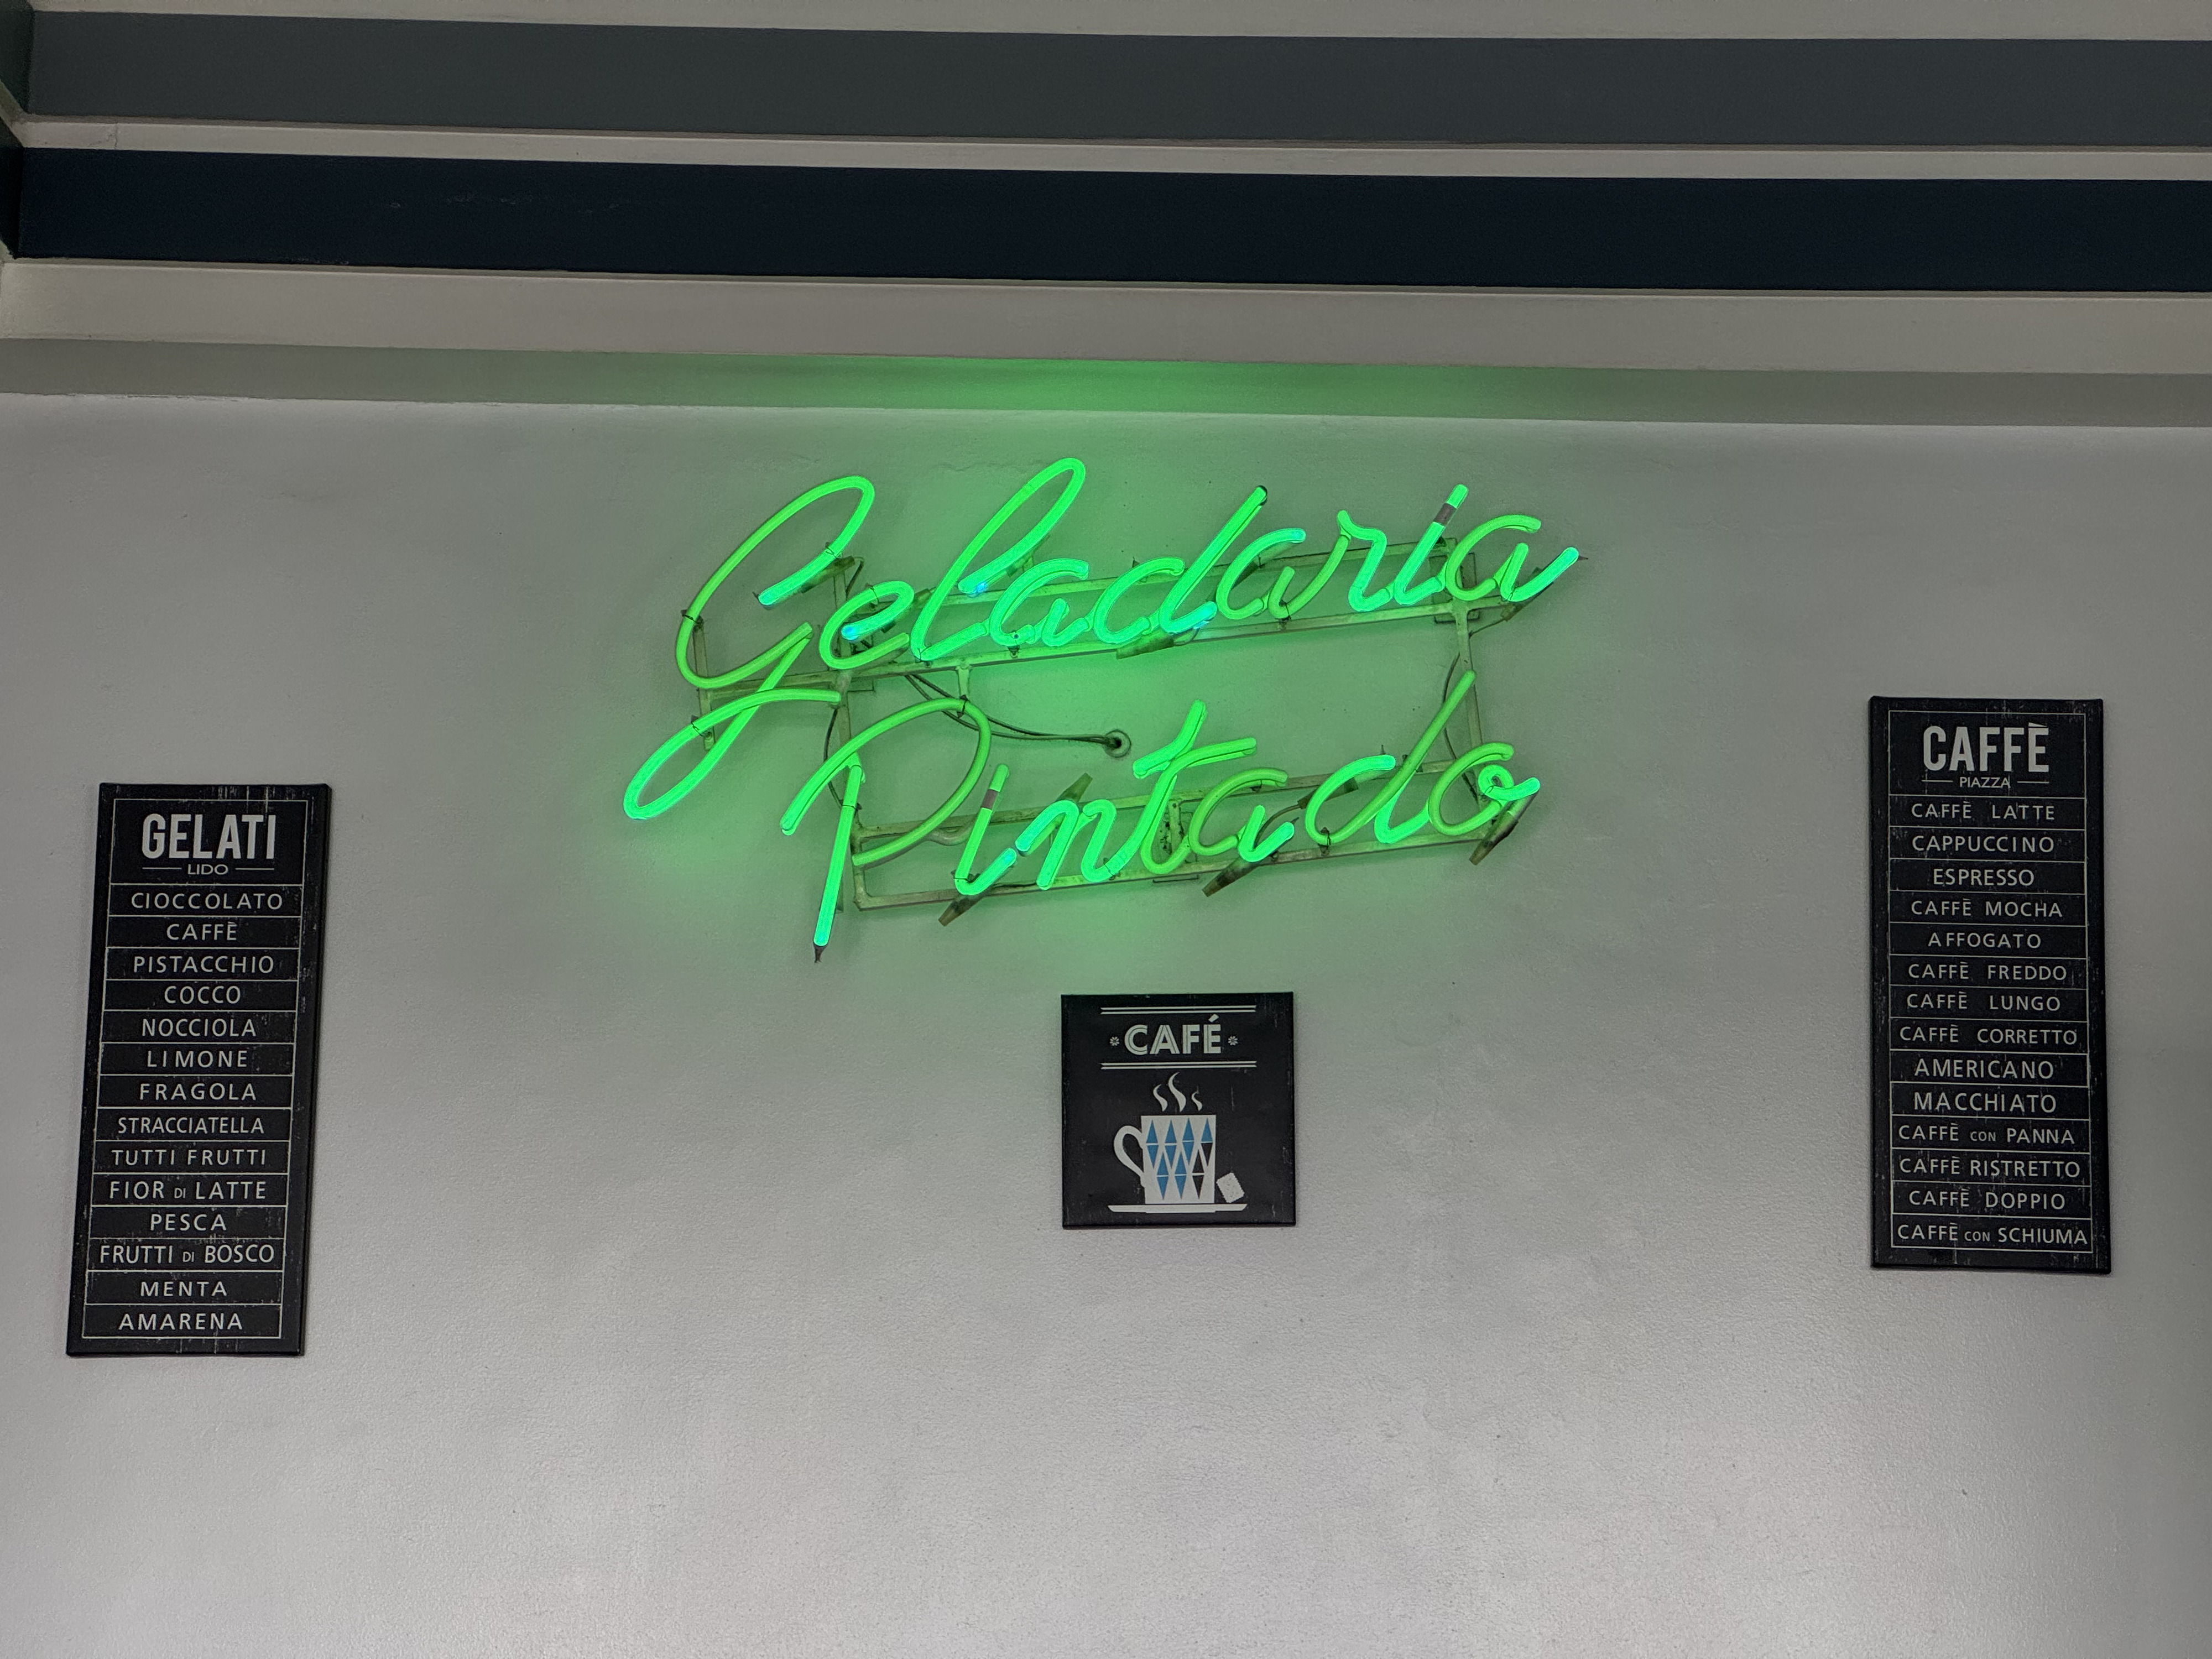 Geladaria
Pintado
GELATI
LIDO
CIOCCOLATO
CAFFÈ
PISTACCHIO
COCCO
NOCCIOLA
LIMONE
FRAGOLA
STRACCIATELLA
TUTTI FRUTTI
FIOR DI LATTE
PESCA
FRUTTI DI BOSCO
MENTA
AMARENA
CAFÉ
CAFFÈ
PIAZZA
CAFFÈ LATTE
CAPPUCCINO
ESPRESSO
CAFFÈ MOCHA
AFFOGATO
CAFFÈ FREDDO
CAFFÈ LUNGO
CAFFÈ CORRETTO
AMERICANO
MACCHIATO
CAFFÈ CON PANNA
CAFFÈ RISTRETTO
CAFFÈ DOPPIO
CAFFÈ CON SCHIUMA